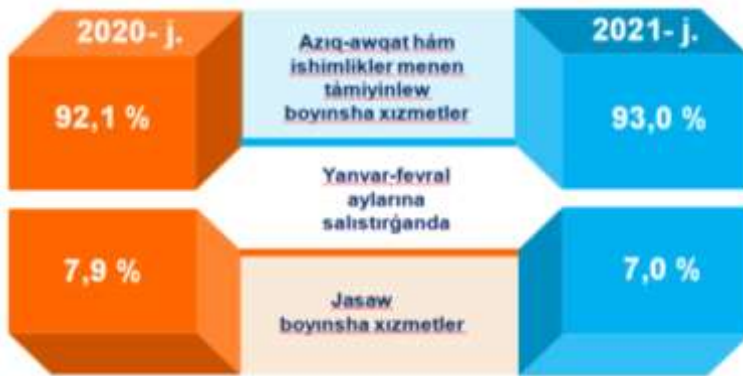 2020- j.
92,1 %
Azıq-awqat hám
ishimlikler menen
támiyinlew
boyınsha xızmetler
2021- j.
93,0 %
Yanvar-fevral
aylarına
salıstırǵanda
7,9 %
Jasaw
boyınsha xızmetler
7,0 %